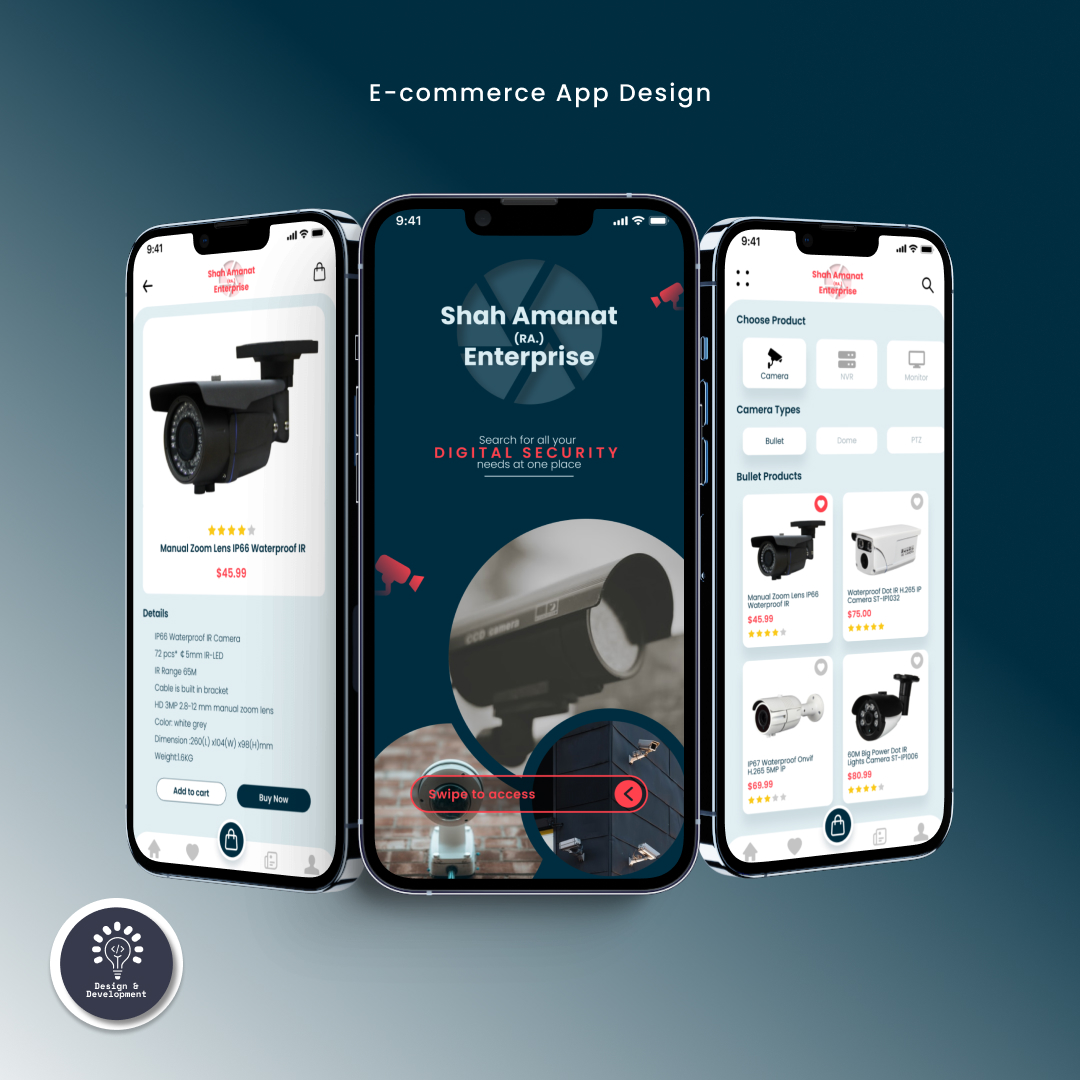 E-commerce App Design
9:41
Shah Amanat
(RA.)
Enterprise
Manual Zoom Lens IP66 Waterproof IR
$45.99
Details
IP66 Waterproof IR Camera
72 pcs* ¢5mm IR-LED
IR Range 65M
Cable is built in bracket
HD 3MP 2.8-12 mm manual zoom lens
Color: white grey
Dimension :260(L) x104(W) x98(H)mm
Weight:1.6KG
Add to cart
Buy Now
9:41
Shah Amanat
(RA.)
Enterprise
Search for all your
DIGITAL SECURITY
needs at one place
CCD camera
Swipe to access
9:41
Shah Amanat
(RA.)
Enterprise
Choose Product
Camera
NVR
Monitor
Camera Types
Bullet
Dome
PTZ
Bullet Products
Manual Zoom Lens IP66
Waterproof IR
$45.99
Waterproof Dot IR H.265 IP
Camera ST-IP1032
$75.00
IP67 Waterproof Onvif
H.265 5MP IP
$69.99
60M Big Power Dot IR
Lights Camera ST-IP1006
$80.99
</>
Design &
Development